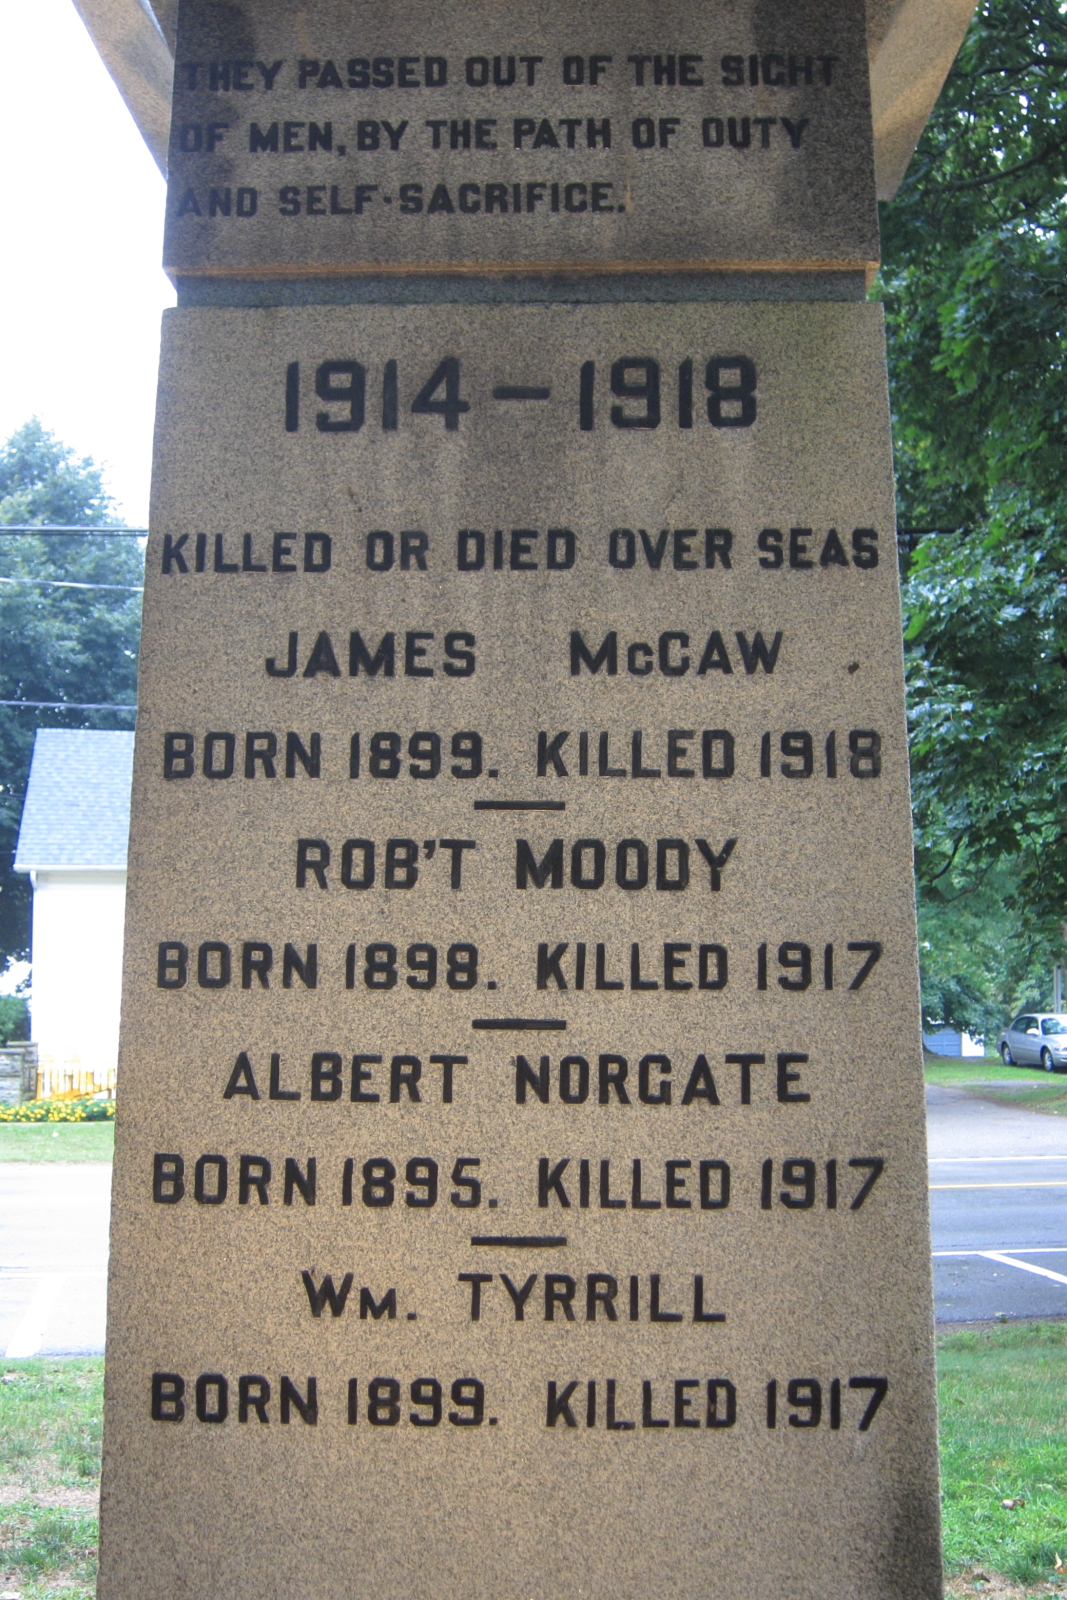 THEY PASSED OUT OF THE SIGHT
OF MEN, BY THE PATH OF DUTY
AND SELF-SACRIFICE.
1914 – 1918
KILLED OR DIED OVER SEAS
JAMES McCAW
BORN 1899. KILLED 1918
ROB'T MOODY
BORN 1898. KILLED 1917
ALBERT NORGATE
BORN 1895. KILLED 1917
WM. TYRRILL
BORN 1899. KILLED 1917